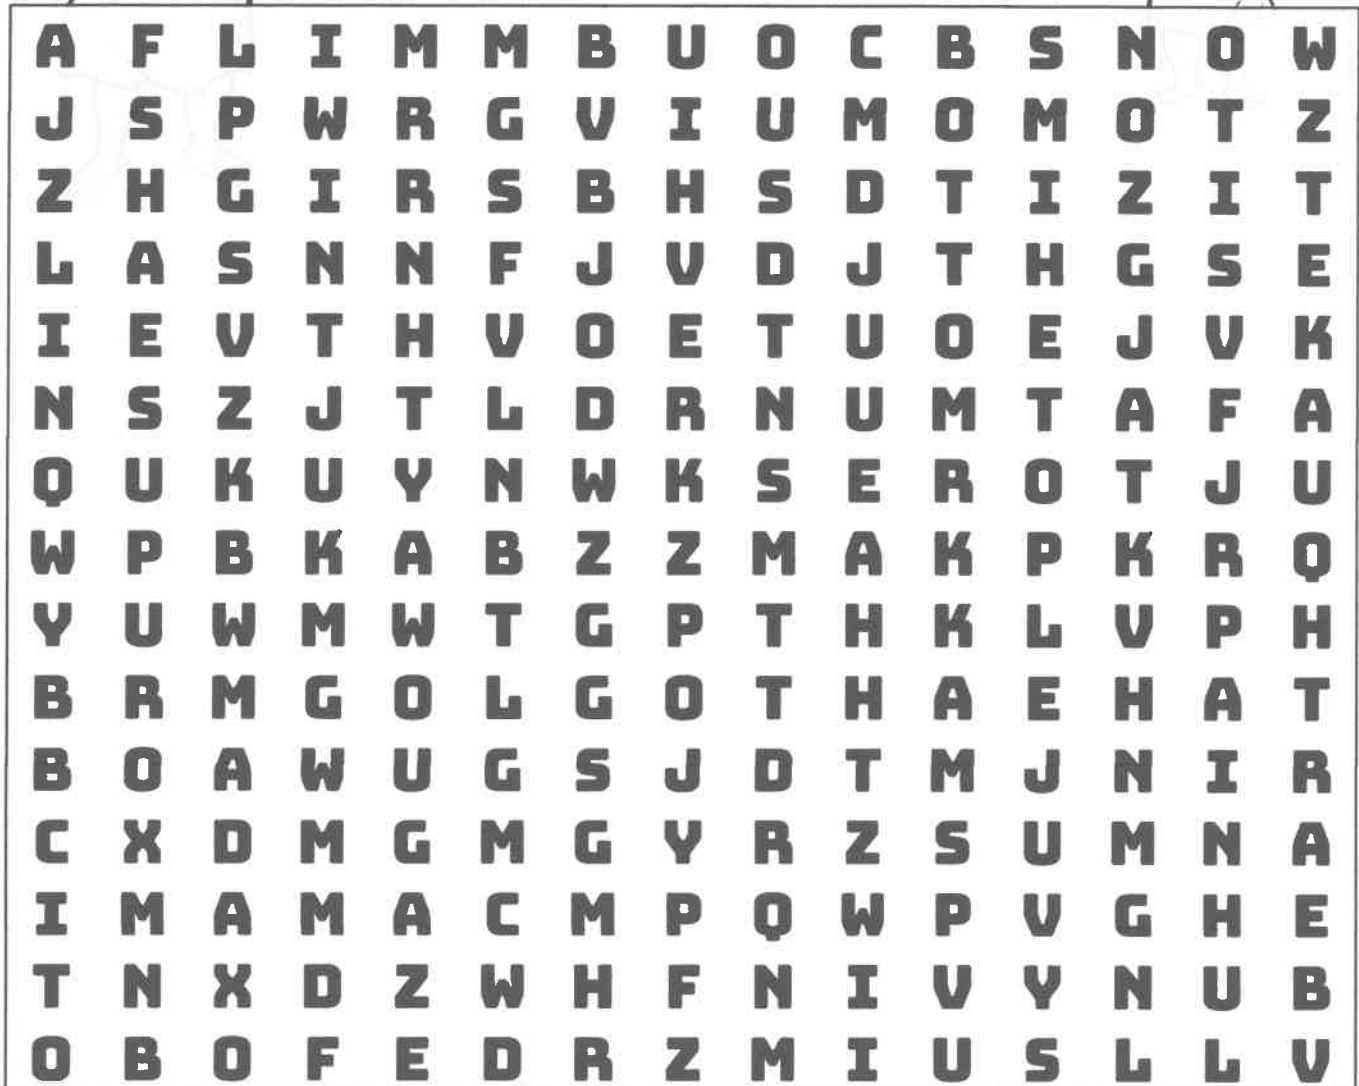 A F L I M M B U O C B S N O W
J S P W R G V I U M O M O T Z
Z H G I R S B H S D T I Z I T
L A S N N F J V D J T H G S E
I E V T H V O E T U O E J V K
N S Z J T L D R N U M T A F A
Q U K U Y N W K S E R O T J U
W P B K A B Z Z M A K P K R Q
Y U W M W T G P T H K L V P H
B R M G O L G O T H A E H A T
B O A W U G S J D T M J N I R
C X D M G M G Y R Z S U M N A
I M A M A C M P Q W P V G H E
T N X D Z W H F N I V Y N U B
O B O F E D R Z M I U S L L V